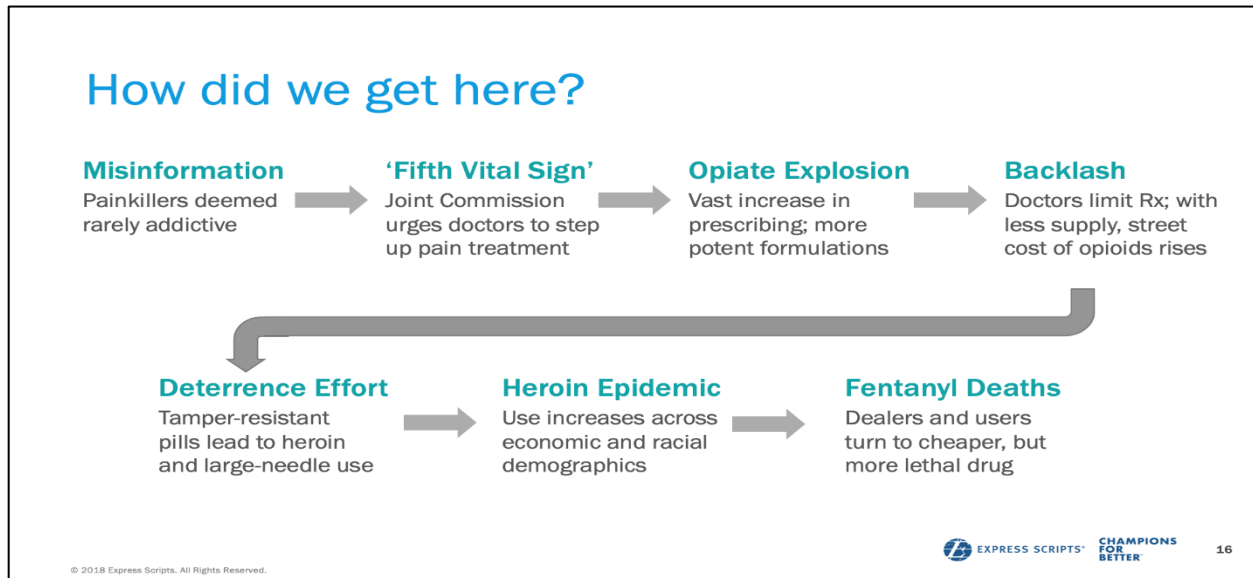 How did we get here?
Misinformation
Painkillers deemed
rarely addictive
‘Fifth Vital Sign’
Joint Commission
urges doctors to step
up pain treatment
Opiate Explosion
Vast increase in
prescribing; more
potent formulations
Backlash
Doctors limit Rx; with
less supply, street
cost of opioids rises
Deterrence Effort
Tamper-resistant
pills lead to heroin
and large-needle use
Heroin Epidemic
Use increases across
economic and racial
demographics
Fentanyl Deaths
Dealers and users
turn to cheaper, but
more lethal drug
EXPRESS SCRIPTS®
CHAMPIONS
FOR
BETTER™
16
© 2018 Express Scripts. All Rights Reserved.